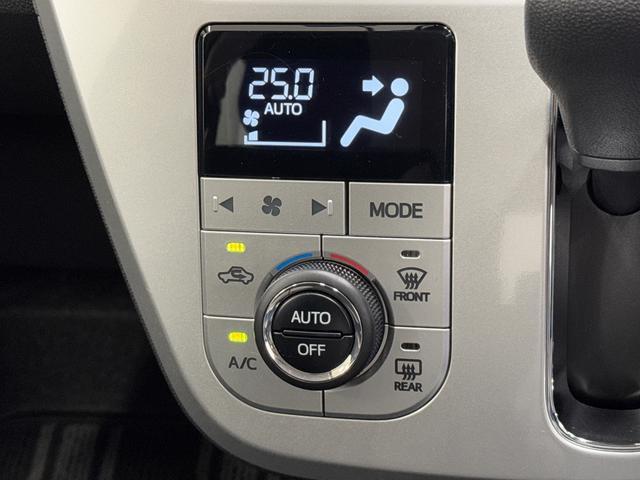 25.0
AUTO
MODE
FRONT
AUTO
OFF
A/C
REAR